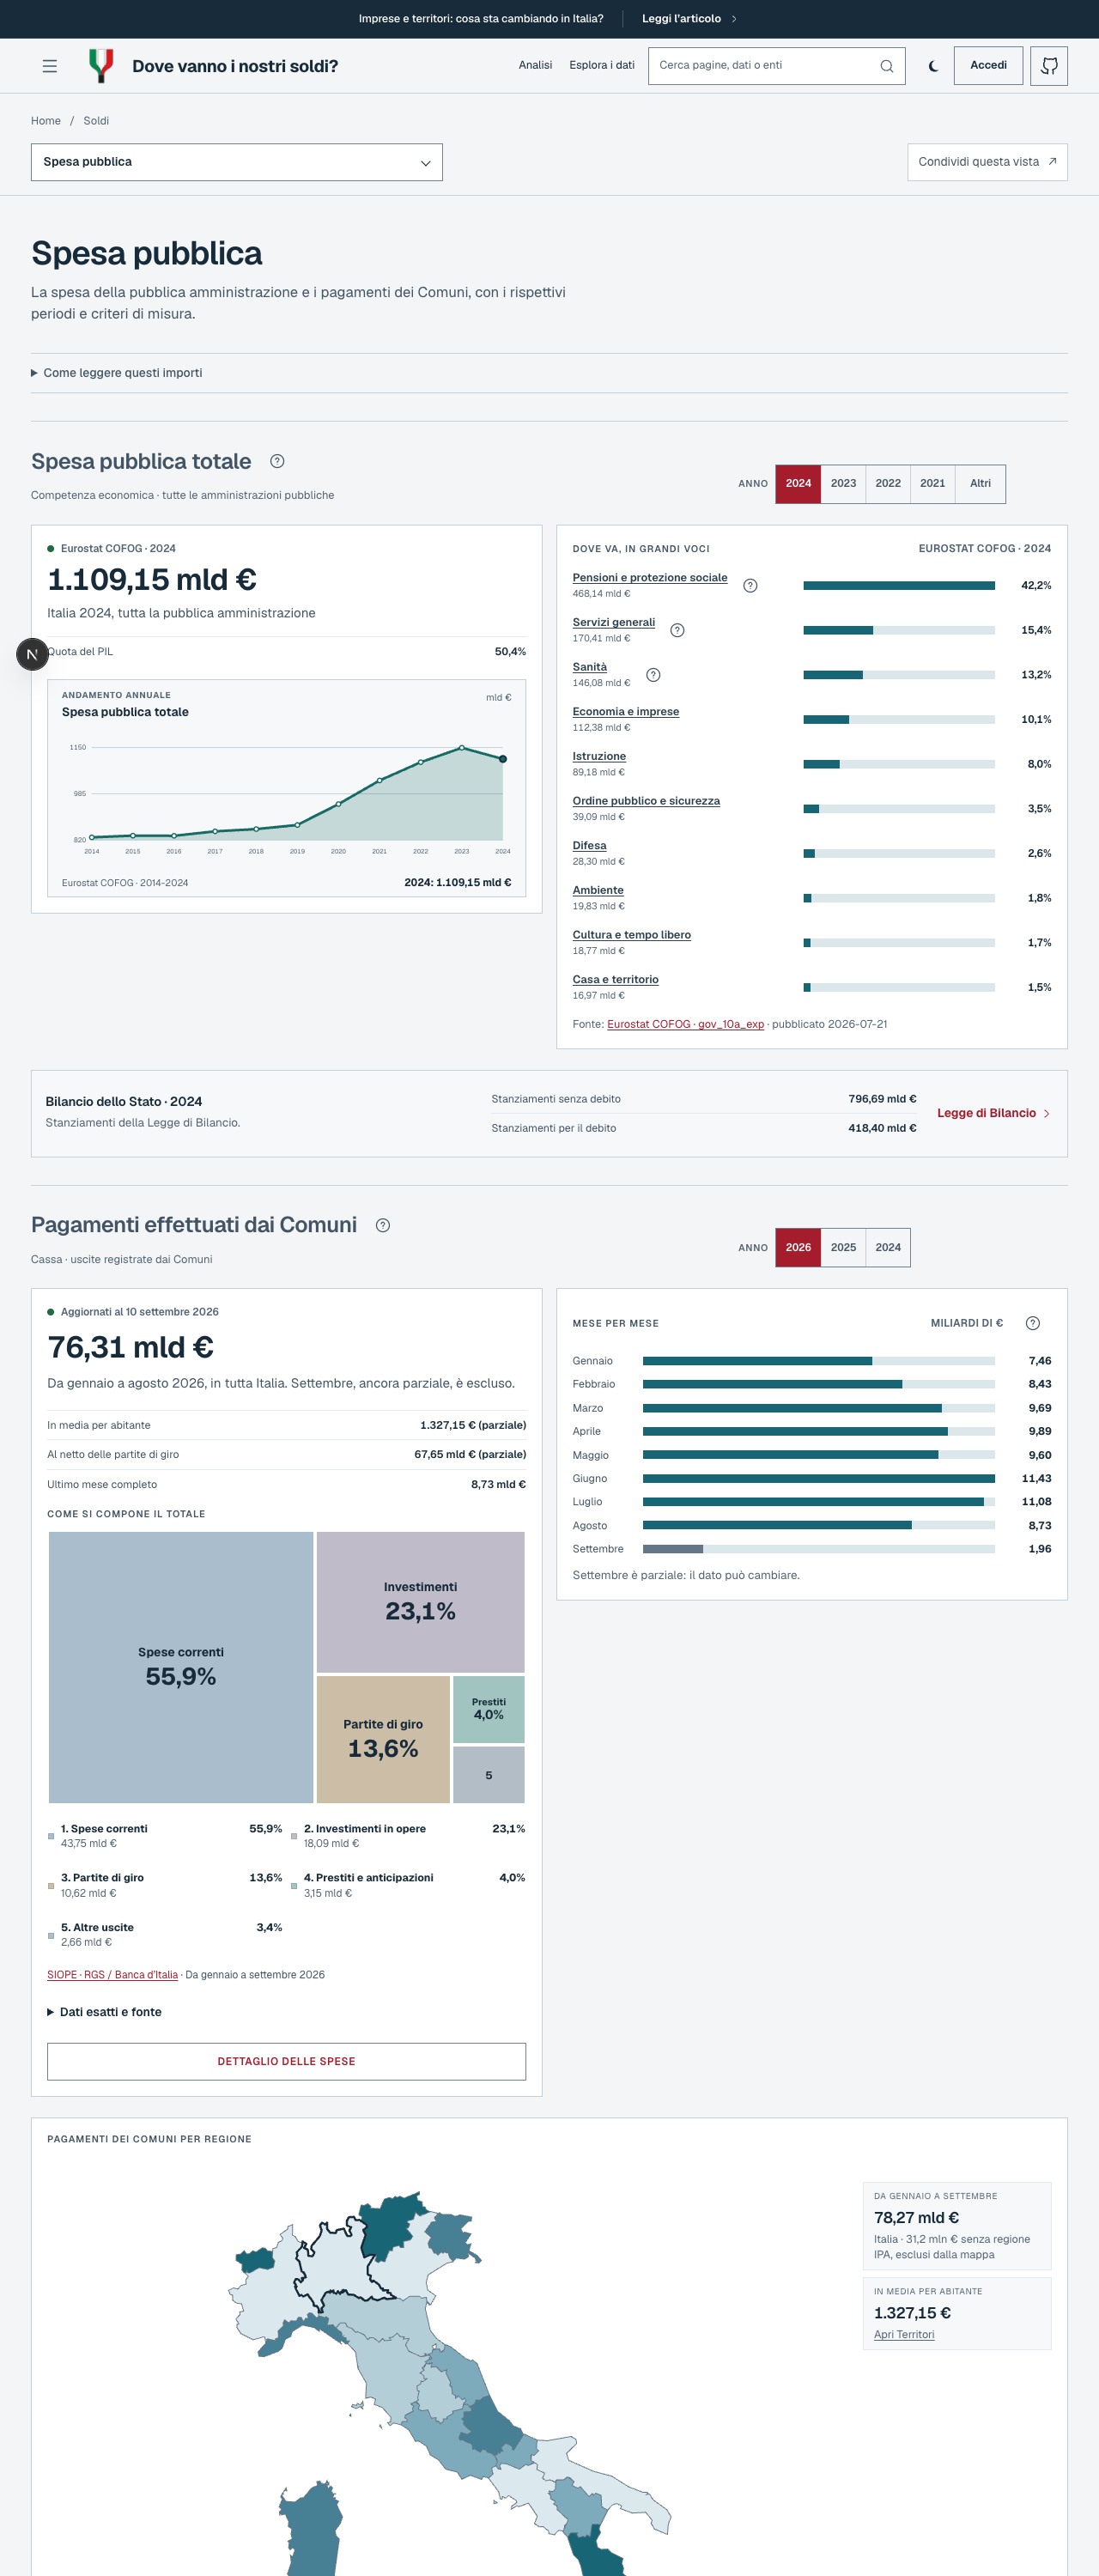 Imprese e territori: cosa sta cambiando in Italia?
Leggi l'articolo
Dove vanno i nostri soldi?
Analisi
Esplora i dati
Cerca pagine, dati o enti
Accedi
Home / Soldi
Spesa pubblica
Condividi questa vista
Spesa pubblica
La spesa della pubblica amministrazione e i pagamenti dei Comuni, con i rispettivi
periodi e criteri di misura.
Come leggere questi importi
Spesa pubblica totale
?
Competenza economica · tutte le amministrazioni pubbliche
ANNO
2024
2023
2022
2021
Altri
Eurostat COFOG · 2024
1.109,15 mld €
Italia 2024, tutta la pubblica amministrazione
N
Quota del PIL
50,4%
ANDAMENTO ANNUALE
mld €
Spesa pubblica totale
1150
985
820
2014
2015
2016
2017
2018
2019
2020
2021
2022
2023
2024
Eurostat COFOG · 2014-2024
2024: 1.109,15 mld €
DOVE VA, IN GRANDI VOCI
EUROSTAT COFOG · 2024
Pensioni e protezione sociale
468,14 mld €
?
42,2%
Servizi generali
170,41 mld €
?
15,4%
Sanità
146,08 mld €
?
13,2%
Economia e imprese
112,38 mld €
10,1%
Istruzione
89,18 mld €
8,0%
Ordine pubblico e sicurezza
39,09 mld €
3,5%
Difesa
28,30 mld €
2,6%
Ambiente
19,83 mld €
1,8%
Cultura e tempo libero
18,77 mld €
1,7%
Casa e territorio
16,97 mld €
1,5%
Fonte: Eurostat COFOG · gov_10a_exp · pubblicato 2026-07-21
Bilancio dello Stato · 2024
Stanziamenti della Legge di Bilancio.
Stanziamenti senza debito
796,69 mld €
Stanziamenti per il debito
418,40 mld €
Legge di Bilancio
Pagamenti effettuati dai Comuni
?
Cassa · uscite registrate dai Comuni
ANNO
2026
2025
2024
Aggiornati al 10 settembre 2026
76,31 mld €
Da gennaio a agosto 2026, in tutta Italia. Settembre, ancora parziale, è escluso.
In media per abitante
1.327,15 € (parziale)
Al netto delle partite di giro
67,65 mld € (parziale)
Ultimo mese completo
8,73 mld €
COME SI COMPONE IL TOTALE
Spese correnti
55,9%
Investimenti
23,1%
Partite di giro
13,6%
Prestiti
4,0%
5
1. Spese correnti
55,9%
43,75 mld €
2. Investimenti in opere
23,1%
18,09 mld €
3. Partite di giro
13,6%
10,62 mld €
4. Prestiti e anticipazioni
4,0%
3,15 mld €
5. Altre uscite
3,4%
2,66 mld €
SIOPE · RGS / Banca d'Italia · Da gennaio a settembre 2026
Dati esatti e fonte
DETTAGLIO DELLE SPESE
MESE PER MESE
MILIARDI DI €
?
Gennaio
7,46
Febbraio
8,43
Marzo
9,69
Aprile
9,89
Maggio
9,60
Giugno
11,43
Luglio
11,08
Agosto
8,73
Settembre
1,96
Settembre è parziale: il dato può cambiare.
PAGAMENTI DEI COMUNI PER REGIONE
DA GENNAIO A SETTEMBRE
78,27 mld €
Italia · 31,2 mln € senza regione
IPA, esclusi dalla mappa
IN MEDIA PER ABITANTE
1.327,15 €
Apri Territori